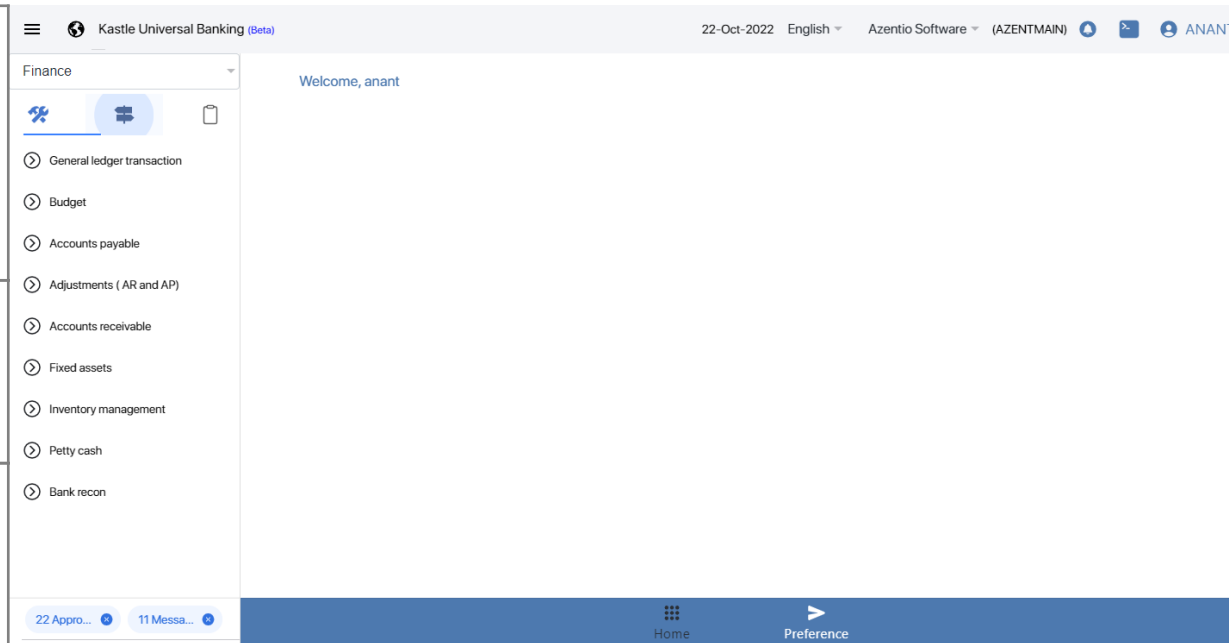 Kastle Universal Banking (Beta)
22-Oct-2022 English Azentio Software (AZENTMAIN) ANANT
Finance
Welcome, anant
General ledger transaction
Budget
Accounts payable
Adjustments ( AR and AP)
Accounts receivable
Fixed assets
Inventory management
Petty cash
Bank recon
22 Appro... 11 Messa...
Home Preference